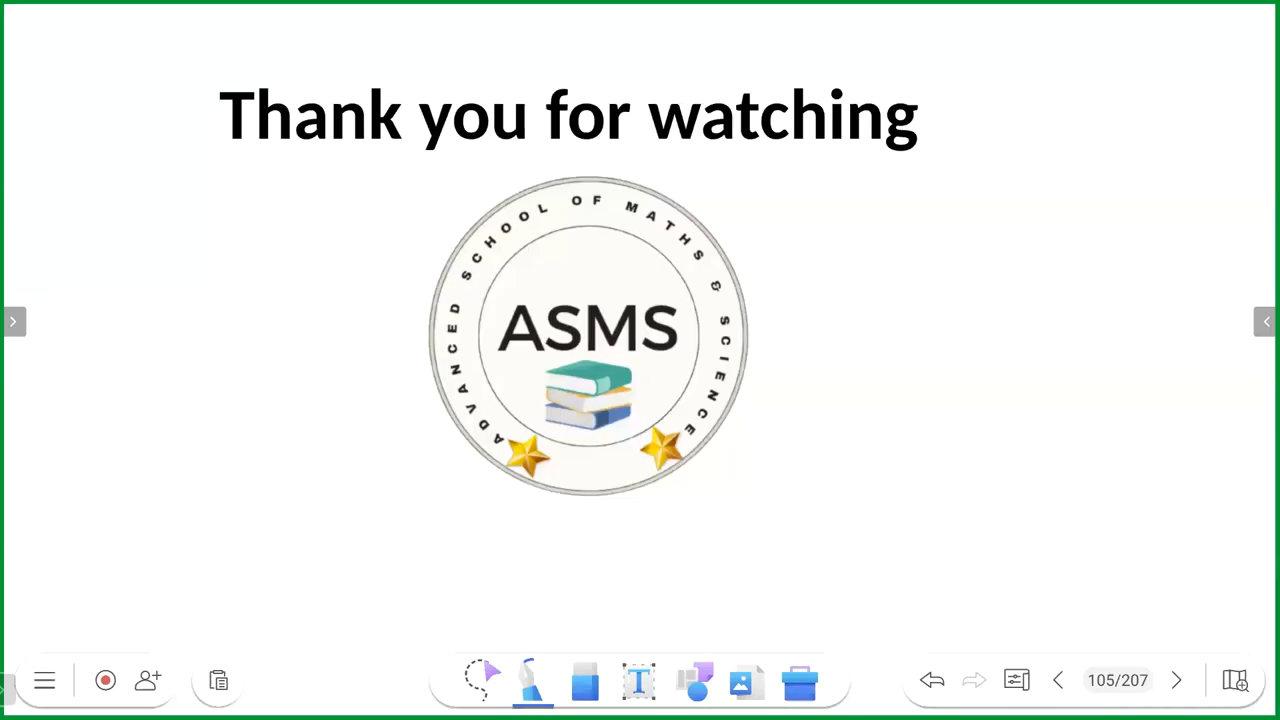 Thank you for watching
ADVANCED SCHOOL OF MATHS & SCIENCE
ASMS
T
105/207